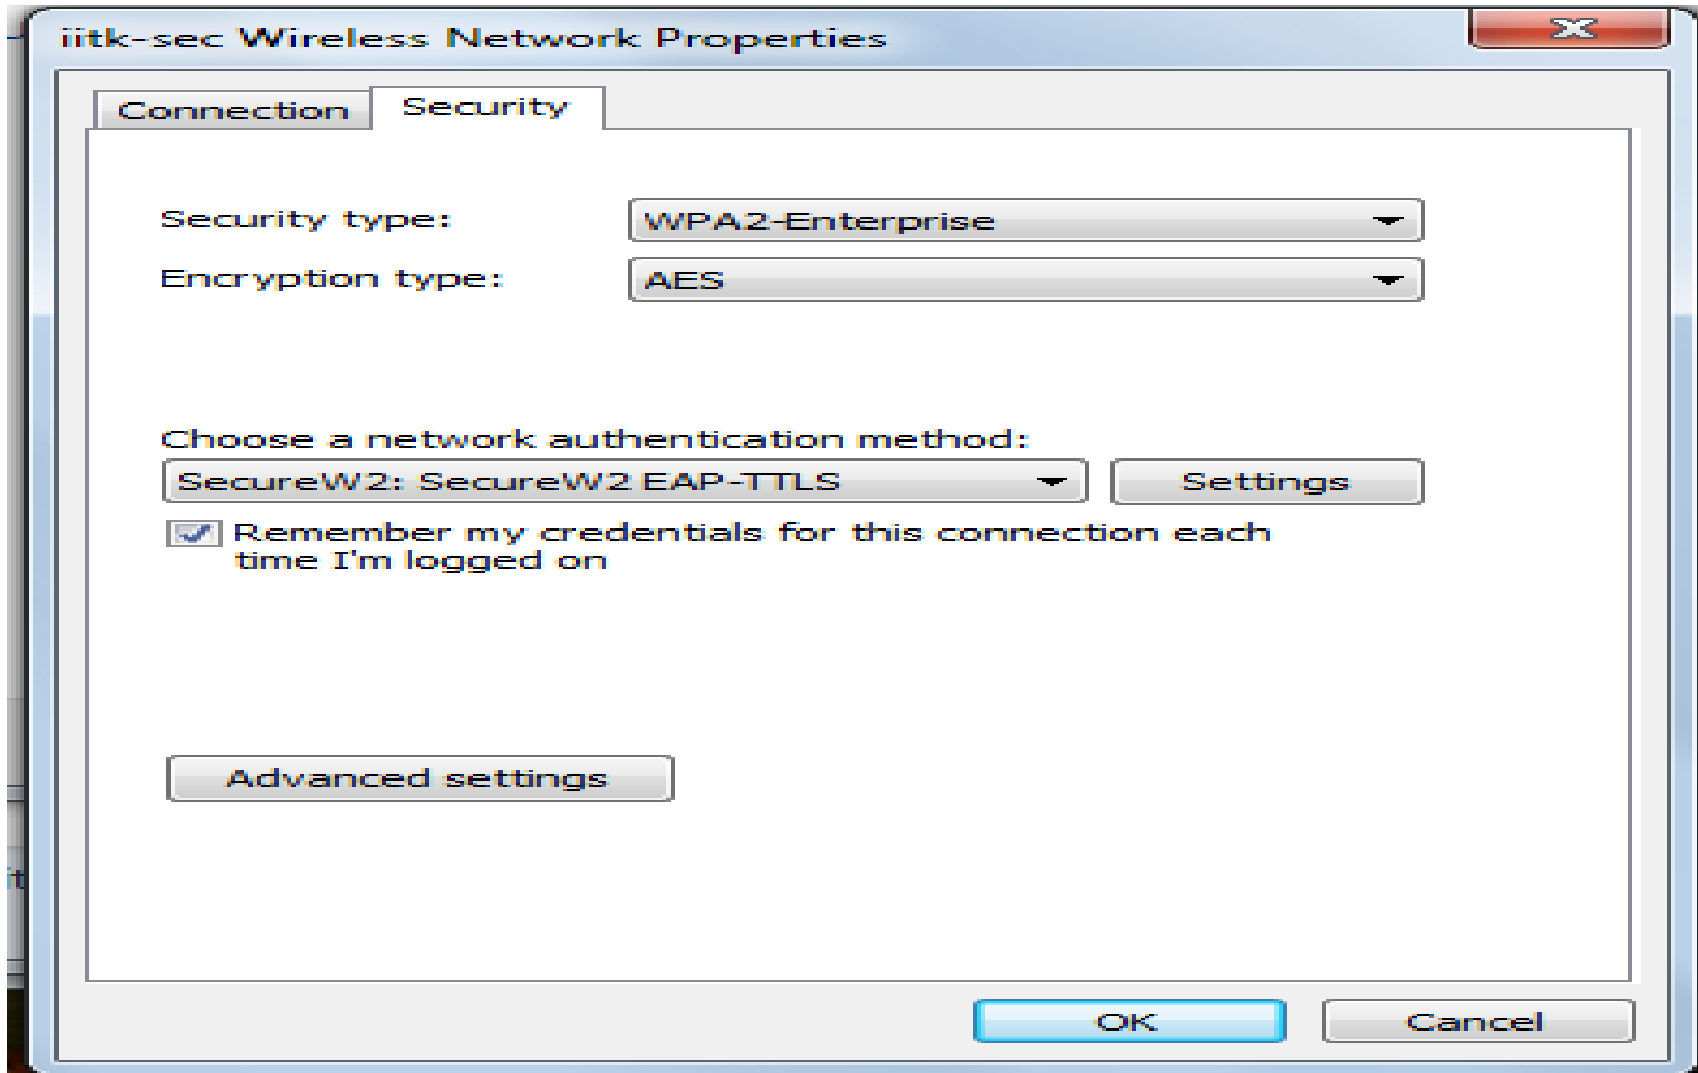 iitk-sec Wireless Network Properties
Connection
Security
Security type:
WPA2-Enterprise
Encryption type:
AES
Choose a network authentication method:
SecureW2: SecureW2 EAP-TTLS
Settings
Remember my credentials for this connection each
time I'm logged on
Advanced settings
it
OK
Cancel